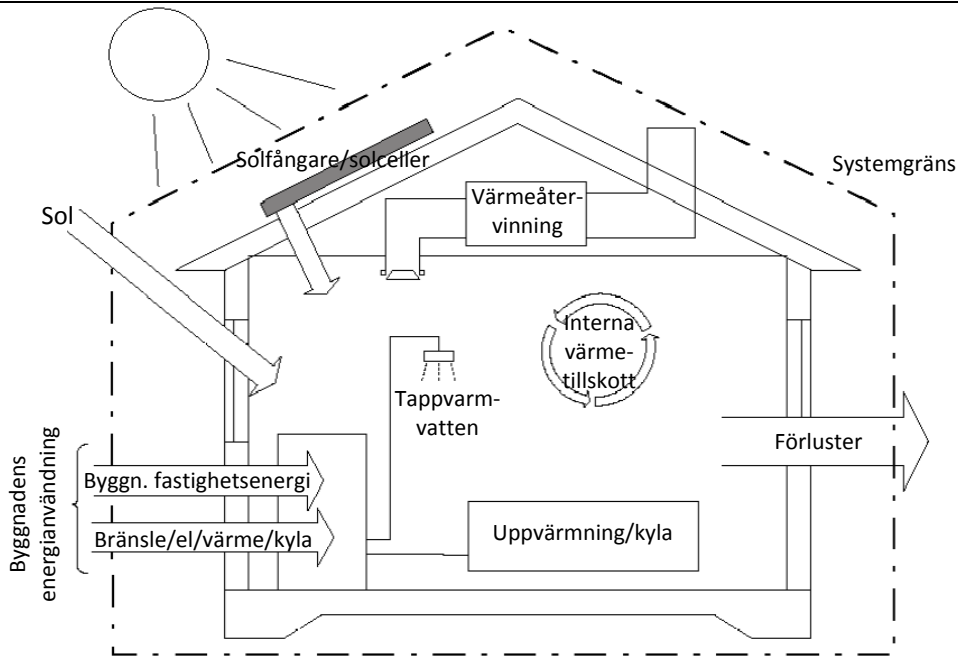 Solfångare/solceller
Systemgräns
Värmeåter-
vinning
Sol
Interna
värme-
tillskott
Tappvarm-
vatten
Förluster
Byggnadens
energianvändning
Byggn. fastighetsenergi
Bränsle/el/värme/kyla
Uppvärmning/kyla